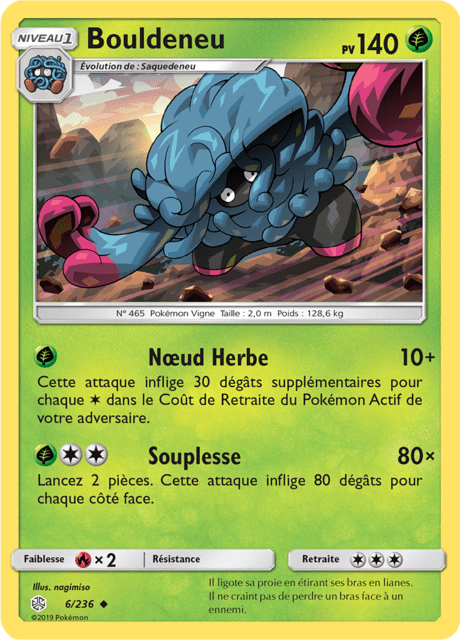 NIVEAU 1
Bouldeneu
PV 140
Évolution de : Saquedeneu
N° 465 Pokémon Vigne Taille : 2,0 m Poids : 128,6 kg
Nœud Herbe 10+
Cette attaque inflige 30 dégâts supplémentaires pour
chaque dans le Coût de Retraite du Pokémon Actif de
votre adversaire.
Souplesse 80×
Lancez 2 pièces. Cette attaque inflige 80 dégâts pour
chaque côté face.
Faiblesse × 2 Résistance Retraite
Illus. nagimiso
6/236
©2019 Pokémon
Il ligote sa proie en étirant ses bras en lianes.
Il ne craint pas de perdre un bras face à un
ennemi.